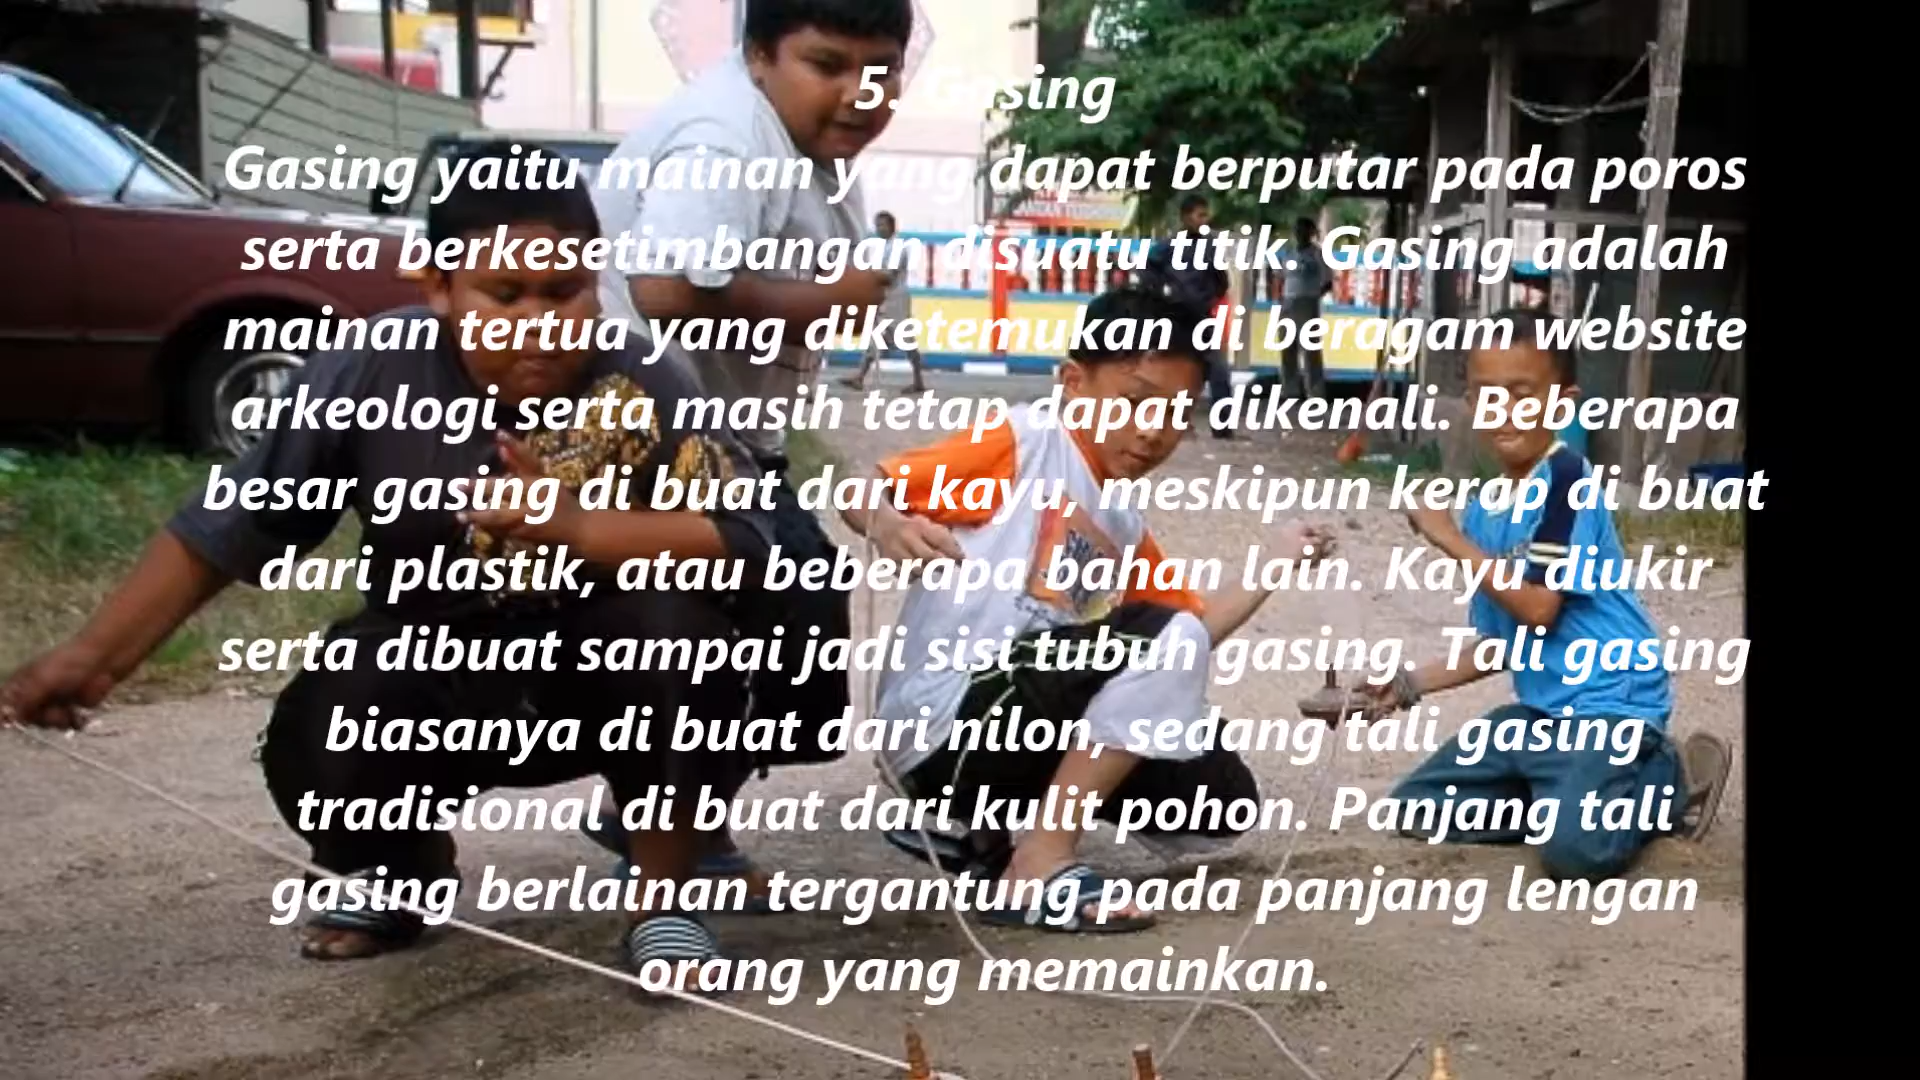 5. Gasing
Gasing yaitu mainan yang dapat berputar pada poros
serta berkesetimbangan disuatu titik. Gasing adalah
mainan tertua yang diketemukan di beragam website
arkeologi serta masih tetap dapat dikenali. Beberapa
besar gasing di buat dari kayu, meskipun kerap di buat
dari plastik, atau beberapa bahan lain. Kayu diukir
serta dibuat sampai jadi sisi tubuh gasing. Tali gasing
biasanya di buat dari nilon, sedang tali gasing
tradisional di buat dari kulit pohon. Panjang tali
gasing berlainan tergantung pada panjang lengan
orang yang memainkan.